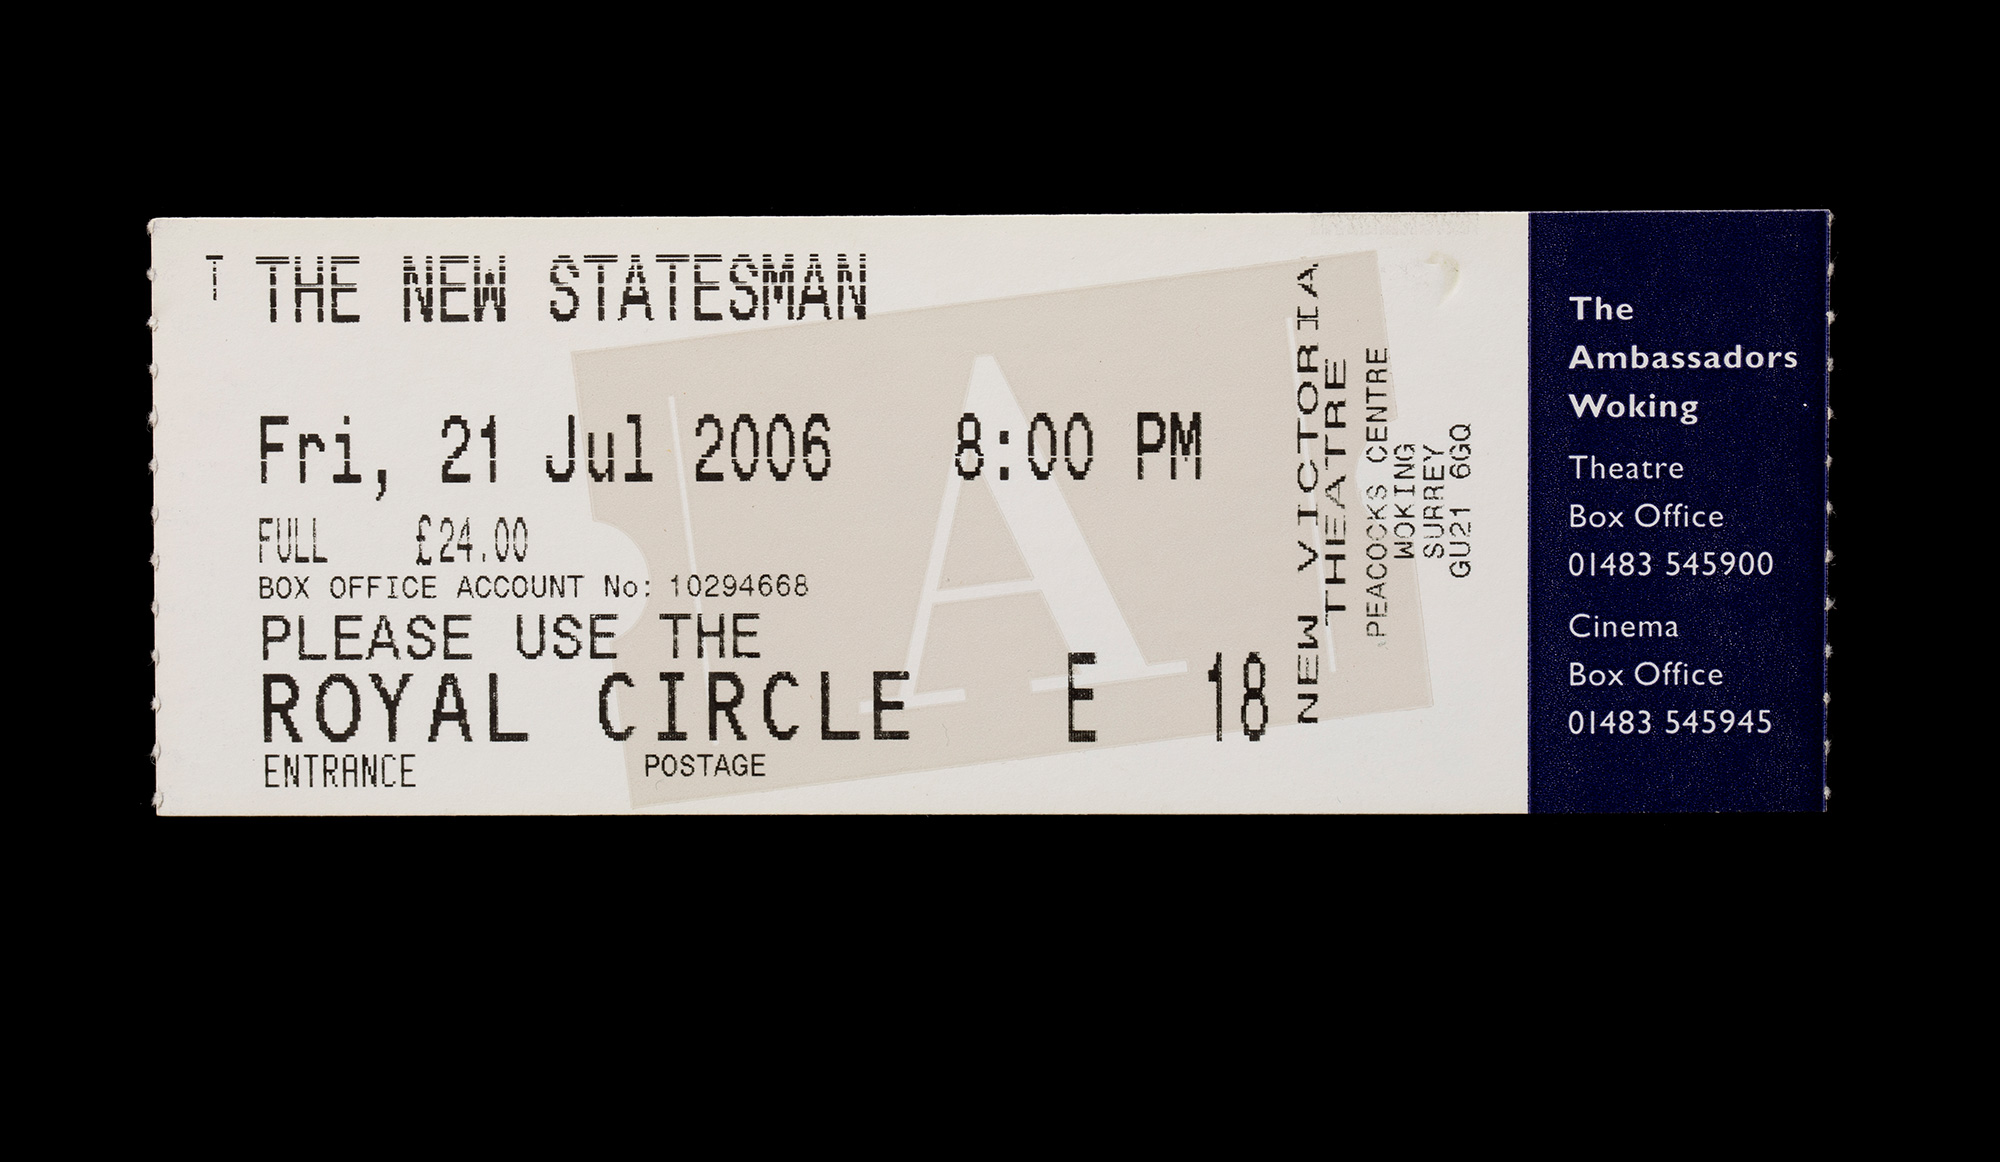 T THE NEW STATESMAN
Fri, 21 Jul 2006 8:00 PM
FULL £24.00
BOX OFFICE ACCOUNT No: 10294668
PLEASE USE THE
ROYAL CIRCLE E 18
ENTRANCE POSTAGE
NEW VICTORIA
THEATRE
PEACOCKS CENTRE
WOKING
SURREY
GU21 6GQ
A
The
Ambassadors
Woking
Theatre
Box Office
01483 545900
Cinema
Box Office
01483 545945